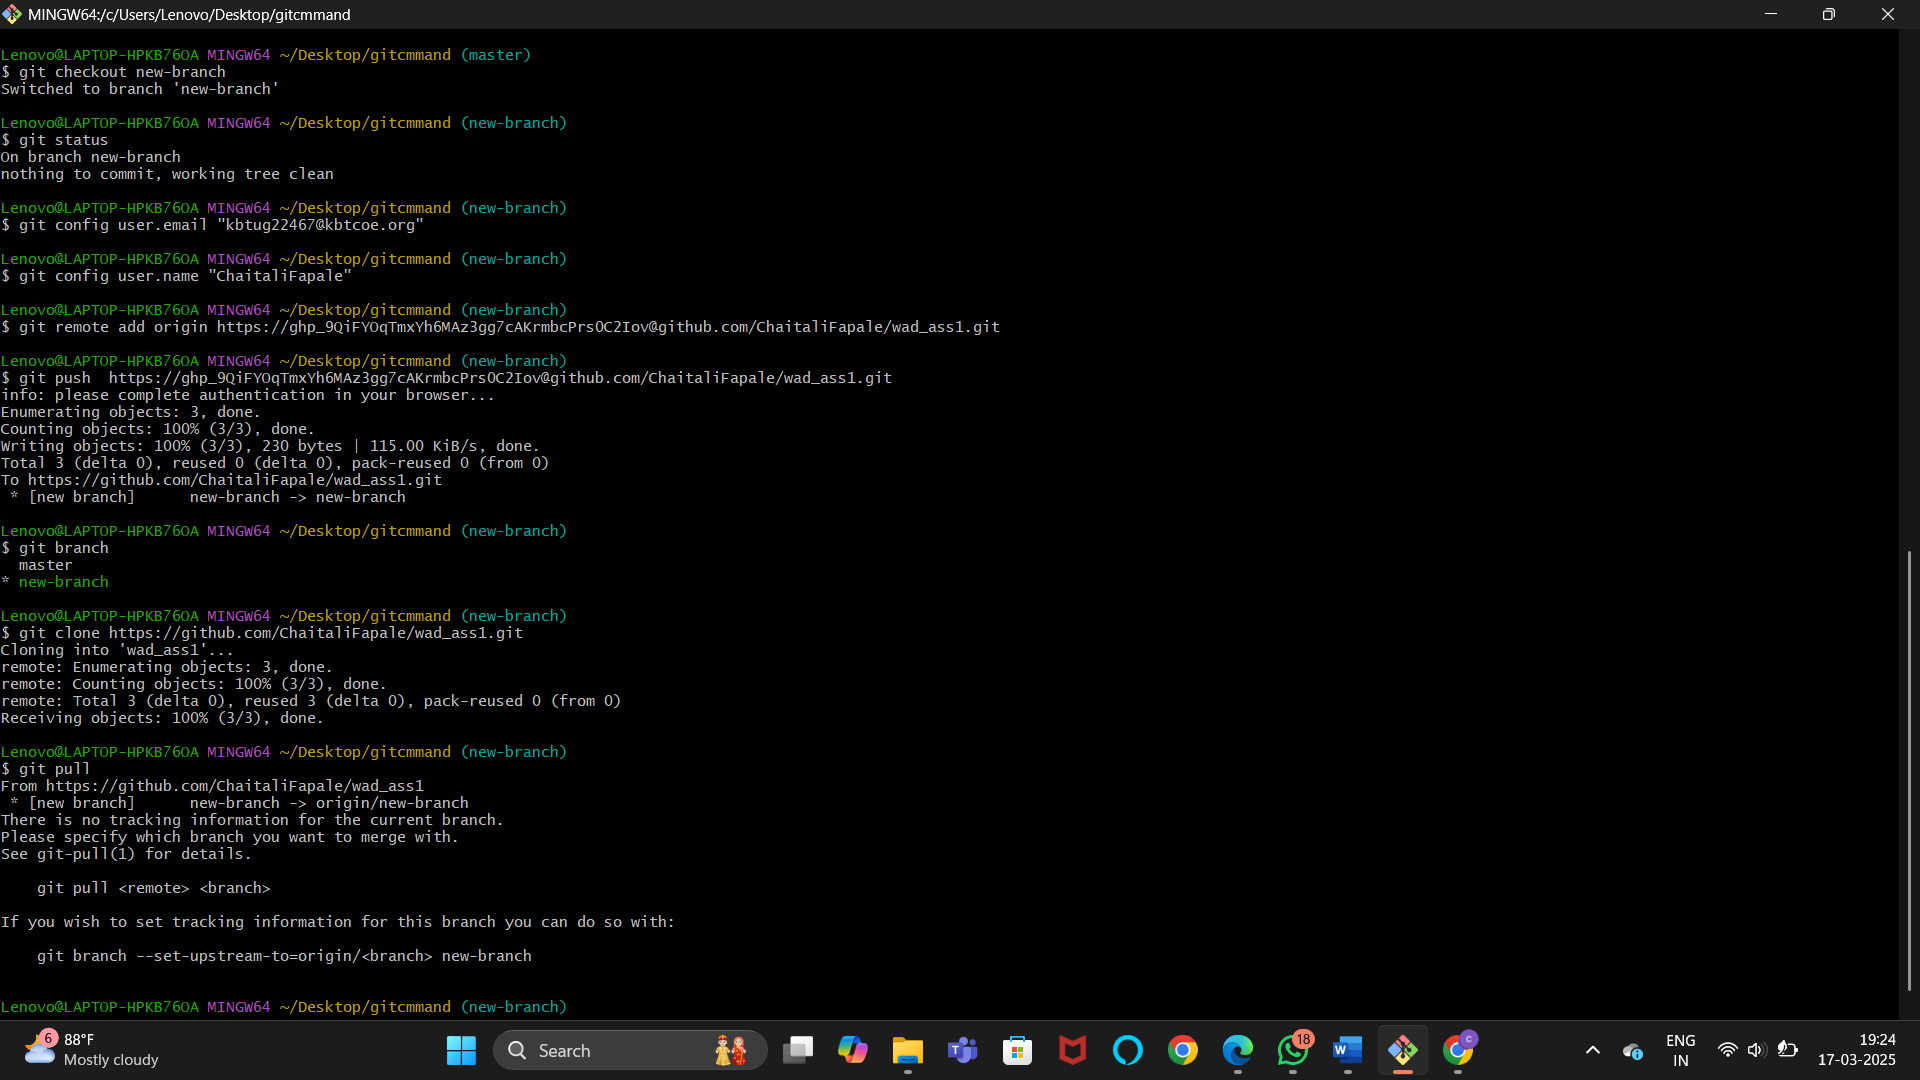 MINGW64:/c/Users/Lenovo/Desktop/gitcmmand
Lenovo@LAPTOP-HPKB76OA MINGW64 ~/Desktop/gitcmmand (master)
$ git checkout new-branch
Switched to branch 'new-branch'
Lenovo@LAPTOP-HPKB76OA MINGW64 ~/Desktop/gitcmmand (new-branch)
$ git status
On branch new-branch
nothing to commit, working tree clean
Lenovo@LAPTOP-HPKB76OA MINGW64 ~/Desktop/gitcmmand (new-branch)
$ git config user.email "kbtug22467@kbtcoe.org"
Lenovo@LAPTOP-HPKB76OA MINGW64 ~/Desktop/gitcmmand (new-branch)
$ git config user.name "ChaitaliFapale"
Lenovo@LAPTOP-HPKB76OA MINGW64 ~/Desktop/gitcmmand (new-branch)
$ git remote add origin https://ghp_9QiFYOqTmxYh6MAz3gg7cAKrmbcPrsOC2Iov@github.com/ChaitaliFapale/wad_ass1.git
Lenovo@LAPTOP-HPKB76OA MINGW64 ~/Desktop/gitcmmand (new-branch)
$ git push  https://ghp_9QiFYOqTmxYh6MAz3gg7cAKrmbcPrsOC2Iov@github.com/ChaitaliFapale/wad_ass1.git
info: please complete authentication in your browser...
Enumerating objects: 3, done.
Counting objects: 100% (3/3), done.
Writing objects: 100% (3/3), 230 bytes | 115.00 KiB/s, done.
Total 3 (delta 0), reused 0 (delta 0), pack-reused 0 (from 0)
To https://github.com/ChaitaliFapale/wad_ass1.git
 * [new branch]      new-branch -> new-branch
Lenovo@LAPTOP-HPKB76OA MINGW64 ~/Desktop/gitcmmand (new-branch)
$ git branch
  master
* new-branch
Lenovo@LAPTOP-HPKB76OA MINGW64 ~/Desktop/gitcmmand (new-branch)
$ git clone https://github.com/ChaitaliFapale/wad_ass1.git
Cloning into 'wad_ass1'...
remote: Enumerating objects: 3, done.
remote: Counting objects: 100% (3/3), done.
remote: Total 3 (delta 0), reused 3 (delta 0), pack-reused 0 (from 0)
Receiving objects: 100% (3/3), done.
Lenovo@LAPTOP-HPKB76OA MINGW64 ~/Desktop/gitcmmand (new-branch)
$ git pull
From https://github.com/ChaitaliFapale/wad_ass1
 * [new branch]      new-branch -> origin/new-branch
There is no tracking information for the current branch.
Please specify which branch you want to merge with.
See git-pull(1) for details.
    git pull <remote> <branch>
If you wish to set tracking information for this branch you can do so with:
    git branch --set-upstream-to=origin/<branch> new-branch
Lenovo@LAPTOP-HPKB76OA MINGW64 ~/Desktop/gitcmmand (new-branch)
6
88°F
Mostly cloudy
Search
18
ENG
IN
19:24
17-03-2025